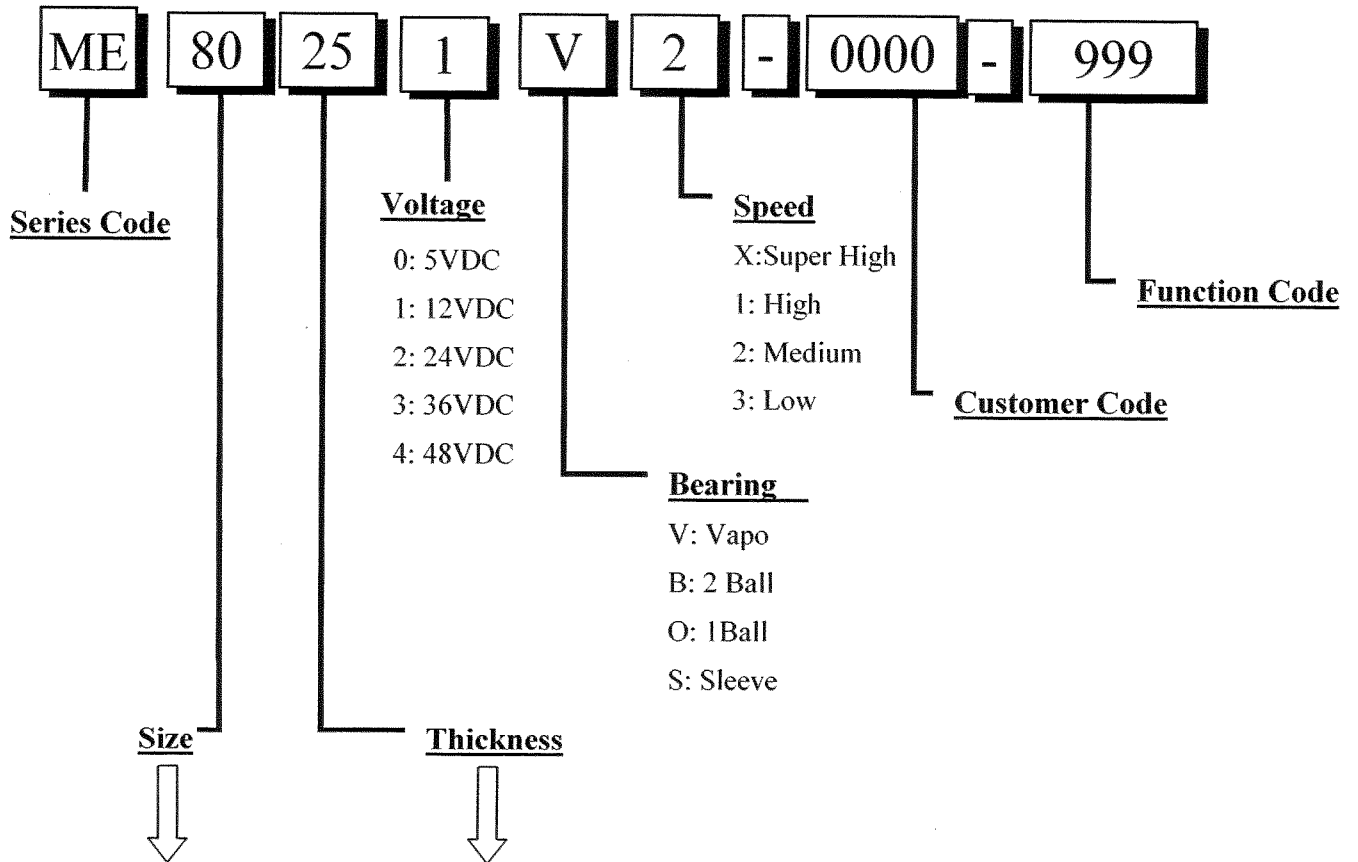 ME 80 25 1 V 2 - 0000 - 999
Series Code
Voltage
0: 5VDC
1: 12VDC
2: 24VDC
3: 36VDC
4: 48VDC
Speed
X:Super High
1: High
2: Medium
3: Low
Function Code
Customer Code
Bearing
V: Vapo
B: 2 Ball
O: 1Ball
S: Sleeve
Size
Thickness